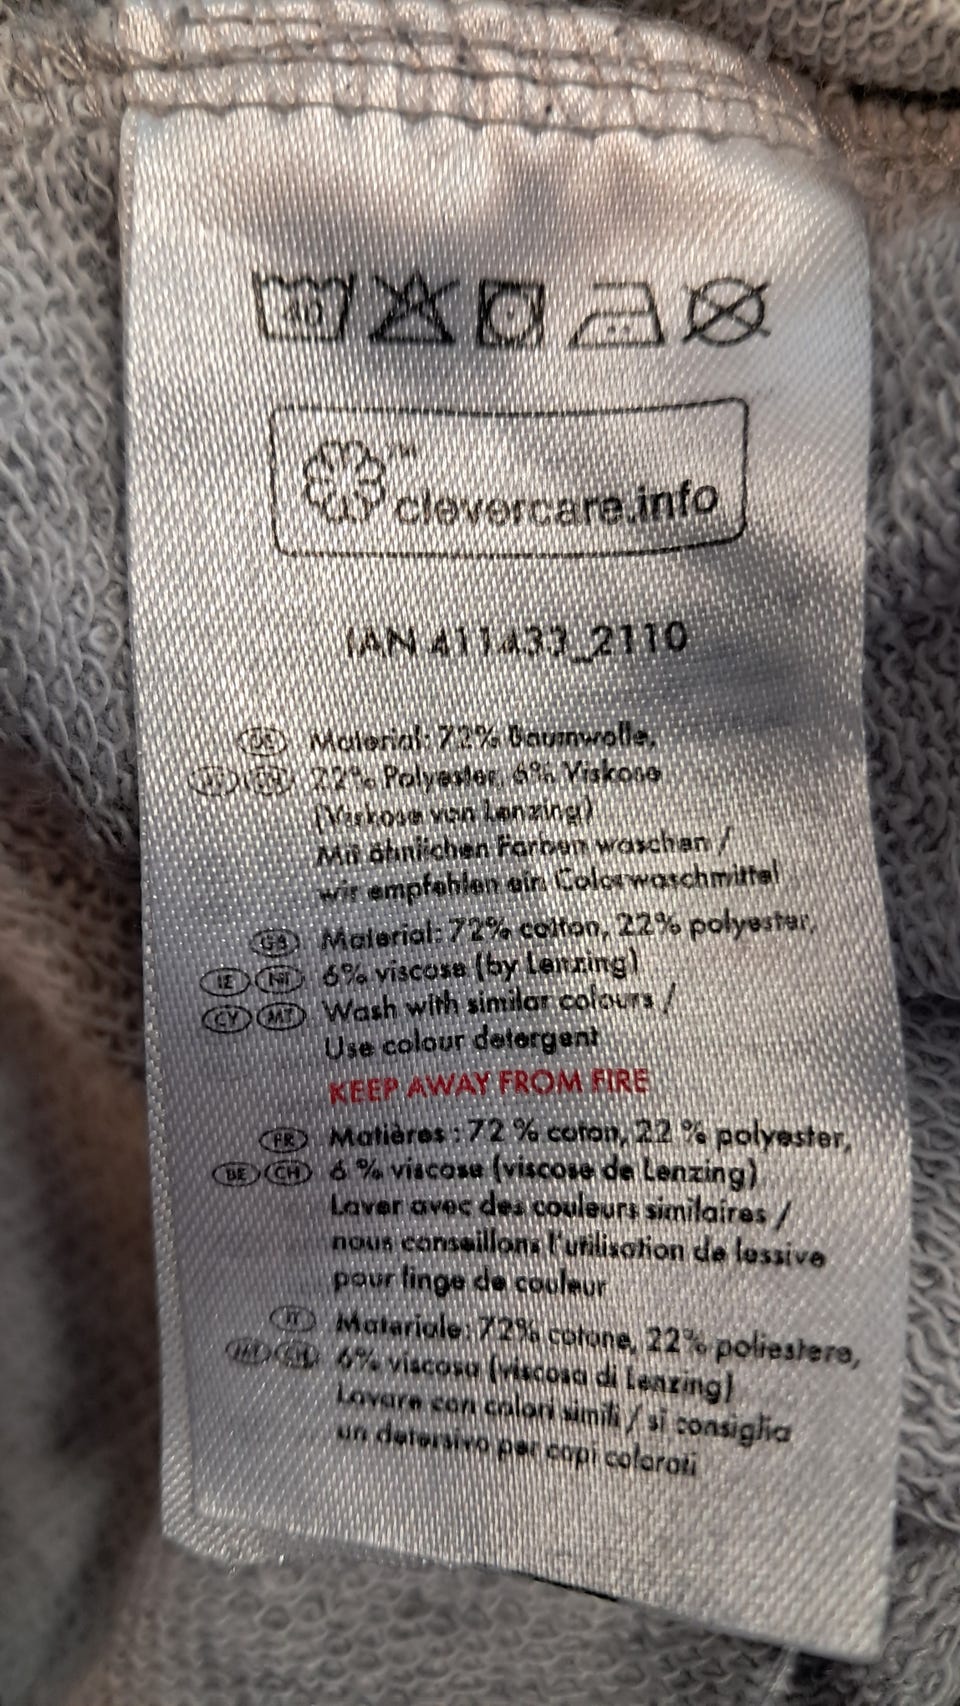 40
clevercare.info™
IAN 411433_2110
DE Material: 72% Baumwolle,
AT CH 22% Polyester, 6% Viskose
(Viskose von Lenzing)
Mit ähnlichen Farben waschen /
wir empfehlen ein Colorwaschmittel
GB Material: 72% cotton, 22% polyester,
IE NI 6% viscose (by Lenzing)
CY MT Wash with similar colours /
Use colour detergent
KEEP AWAY FROM FIRE
FR Matières : 72 % coton, 22 % polyester,
BE CH 6 % viscose (viscose de Lenzing)
Laver avec des couleurs similaires /
nous conseillons l'utilisation de lessive
pour linge de couleur
IT Materiale: 72% cotone, 22% poliestere,
MT CH 6% viscosa (viscosa di Lenzing)
Lavare con colori simili / si consiglia
un detersivo per capi colorati